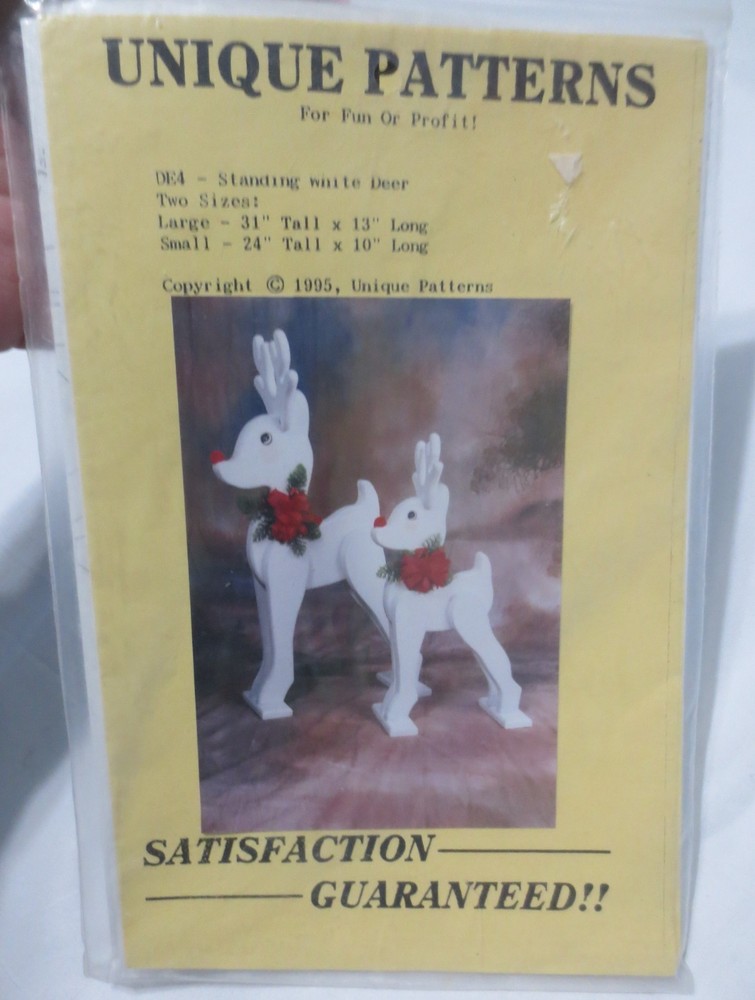 UNIQUE PATTERNS
For Fun Or Profit!
DE4 - Standing White Deer
Two Sizes:
Large - 31" Tall x 13" Long
Small - 24" Tall x 10" Long
Copyright © 1995, Unique Patterns
SATISFACTION
GUARANTEED!!